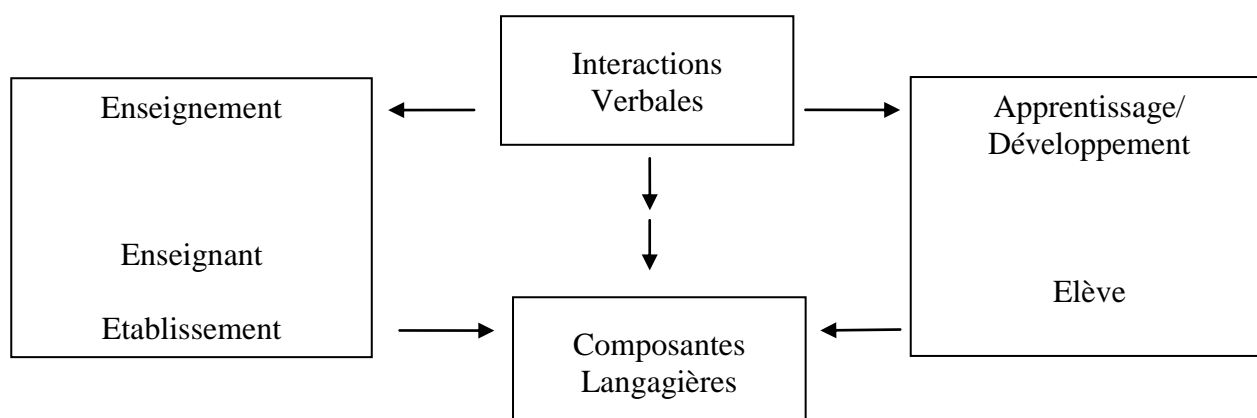 Interactions
Verbales
Enseignement
Enseignant
Etablissement
Apprentissage/
Développement
Elève
Composantes
Langagières